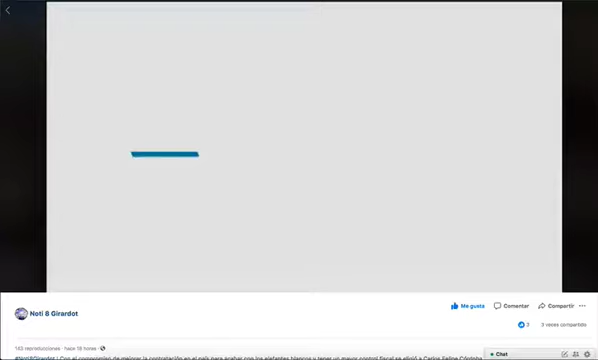 Noti 8 Girardot
Me gusta
Comentar
Compartir
3
3 veces compartido
143 reproducciones · hace 18 horas
#Noti8Girardot | Con el compromiso de mejorar la contratación en el país para acabar con los elefantes blancos y tener un mayor control fiscal se eligió a Carlos Felipe Córdoba
Chat